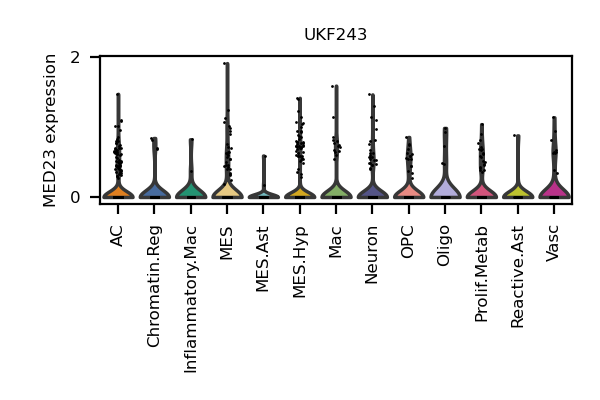 UKF243
MED23 expression
2
0
AC
Chromatin.Reg
Inflammatory.Mac
MES
MES.Ast
MES.Hyp
Mac
Neuron
OPC
Oligo
Prolif.Metab
Reactive.Ast
Vasc